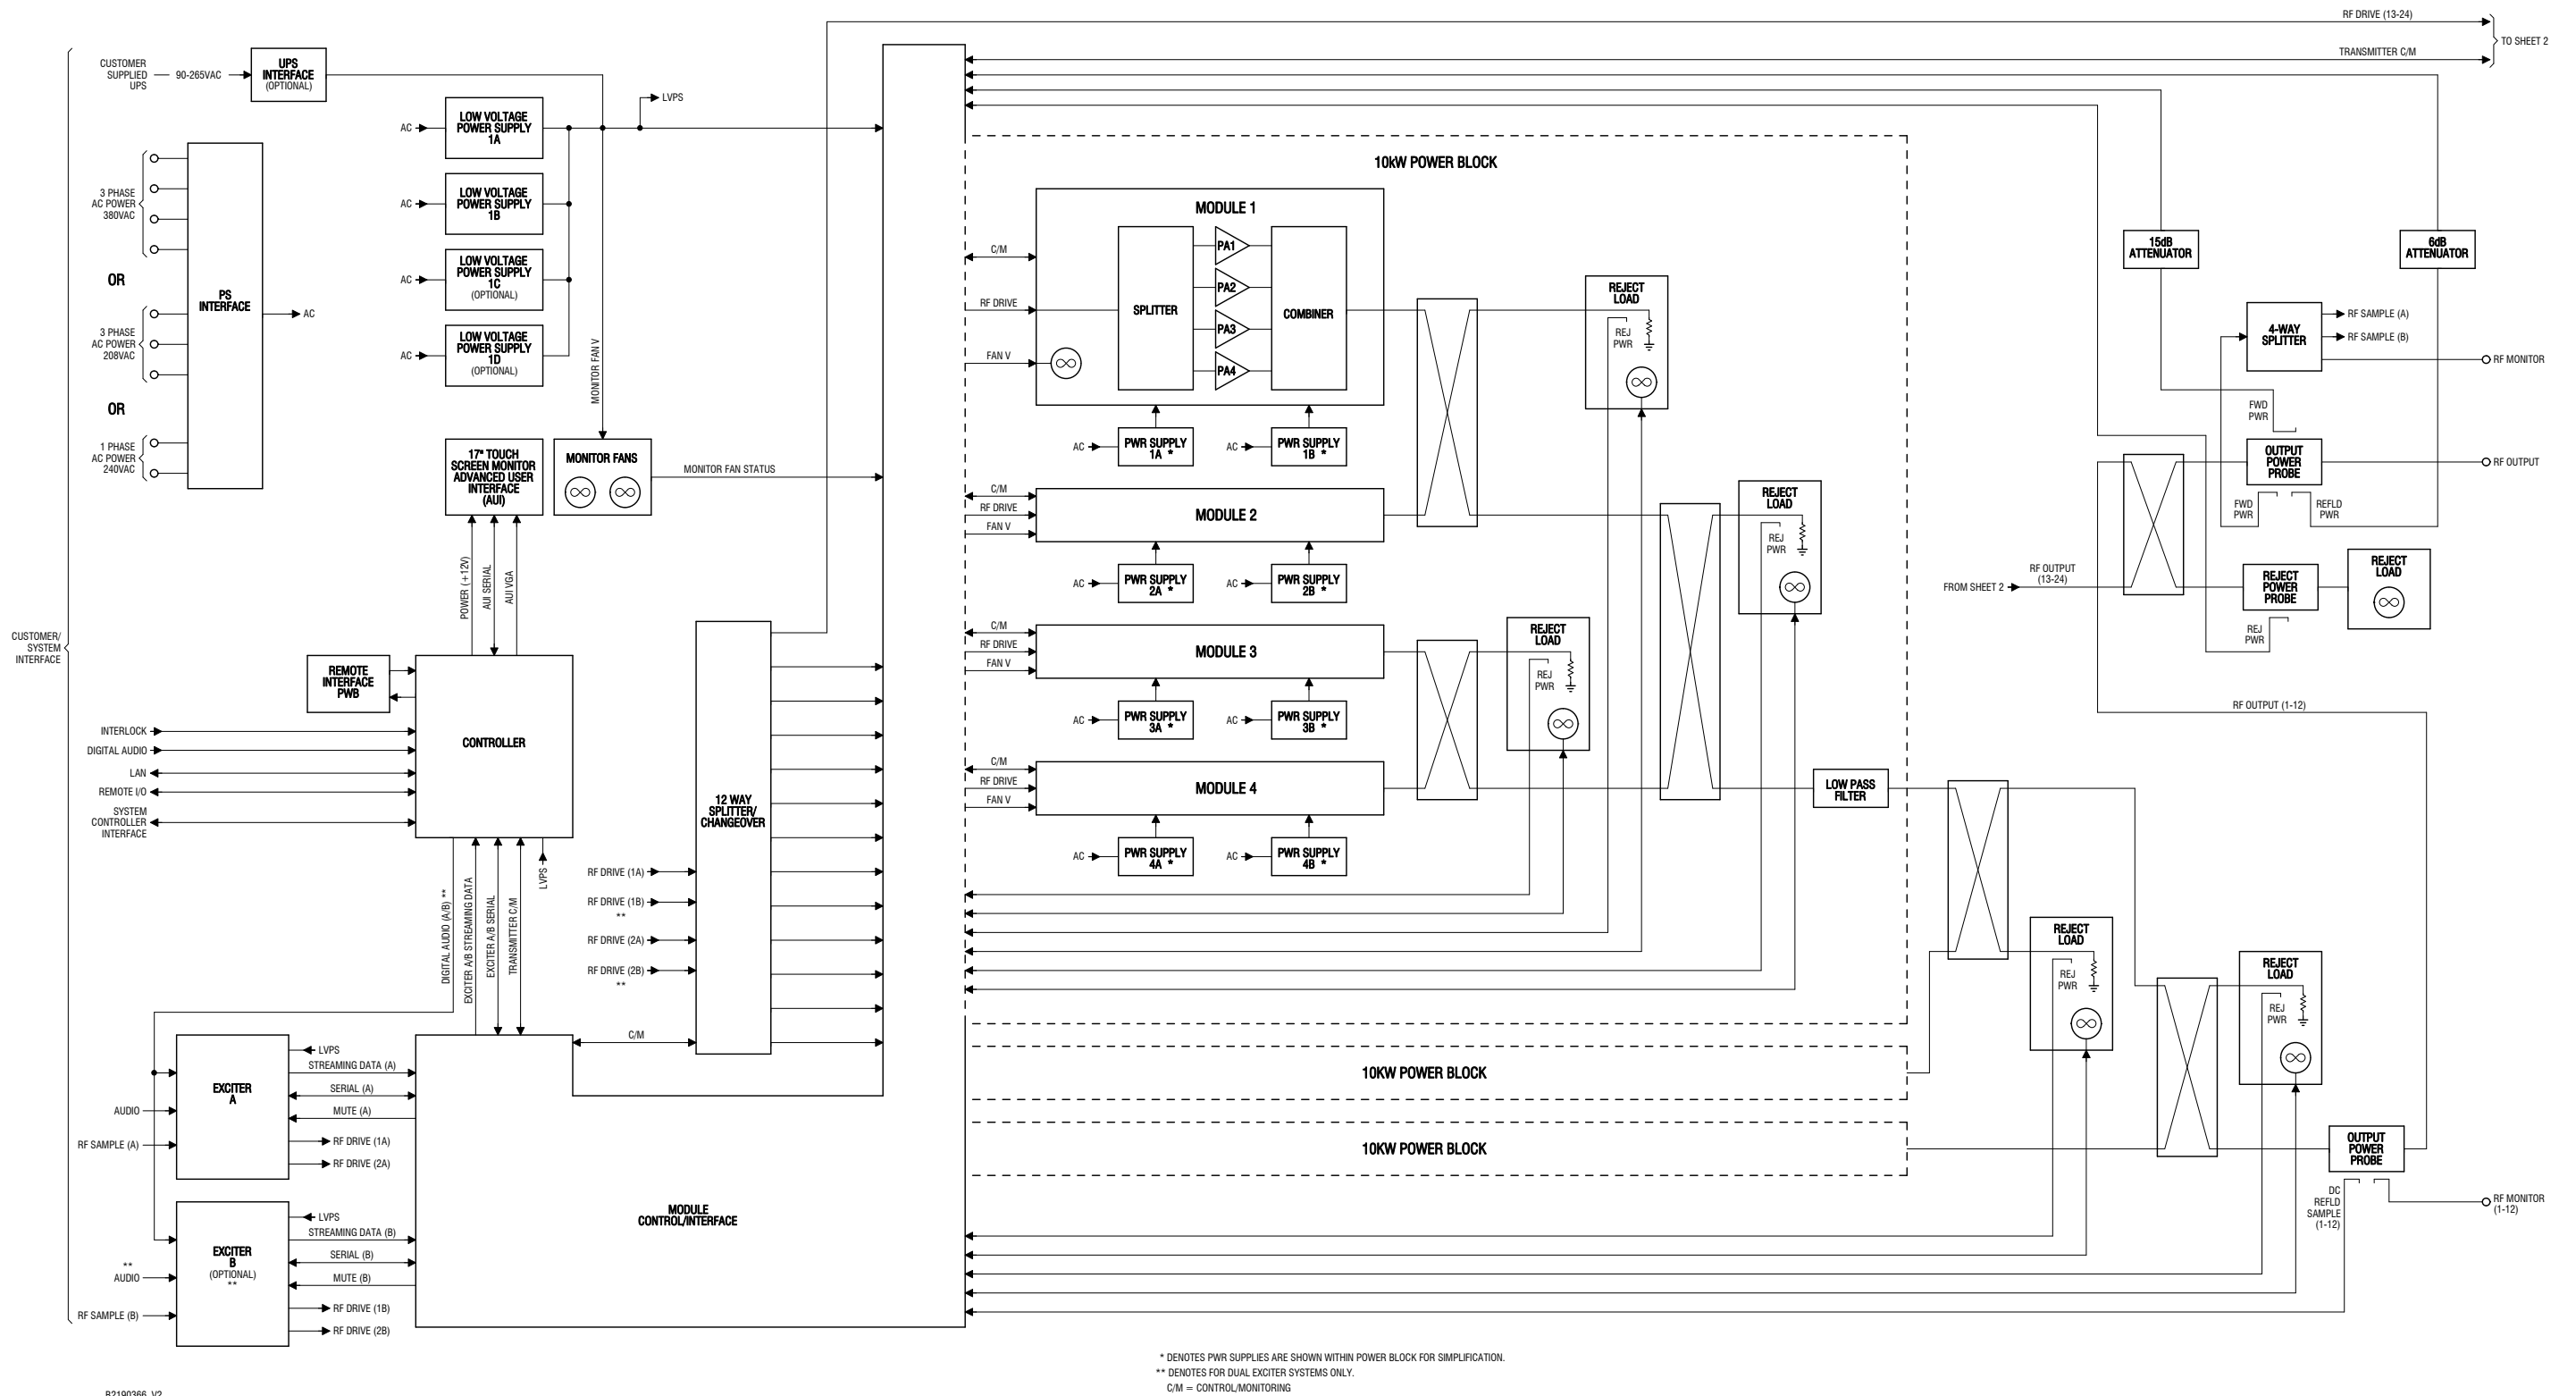 RF DRIVE (13-24)
TO SHEET 2
TRANSMITTER C/M
CUSTOMER
SUPPLIED
UPS
90-265VAC
UPS
INTERFACE
(OPTIONAL)
LVPS
AC
LOW VOLTAGE
POWER SUPPLY
1A
AC
LOW VOLTAGE
POWER SUPPLY
1B
AC
LOW VOLTAGE
POWER SUPPLY
1C
(OPTIONAL)
AC
LOW VOLTAGE
POWER SUPPLY
1D
(OPTIONAL)
3 PHASE
AC POWER
380VAC
OR
3 PHASE
AC POWER
208VAC
OR
1 PHASE
AC POWER
240VAC
PS
INTERFACE
AC
MONITOR FAN V
17" TOUCH
SCREEN MONITOR
ADVANCED USER
INTERFACE
(AUI)
MONITOR FANS
MONITOR FAN STATUS
POWER (+12V)
AUI SERIAL
AUI VGA
CUSTOMER/
SYSTEM
INTERFACE
REMOTE
INTERFACE
PWB
CONTROLLER
INTERLOCK
DIGITAL AUDIO
LAN
REMOTE I/O
SYSTEM
CONTROLLER
INTERFACE
DIGITAL AUDIO (A/B) **
EXCITER A/B STREAMING DATA
EXCITER A/B SERIAL
TRANSMITTER C/M
LVPS
12 WAY
SPLITTER/
CHANGEOVER
RF DRIVE (1A)
RF DRIVE (1B)
**
RF DRIVE (2A)
RF DRIVE (2B)
**
C/M
EXCITER
A
LVPS
STREAMING DATA (A)
SERIAL (A)
MUTE (A)
RF DRIVE (1A)
RF DRIVE (2A)
AUDIO
RF SAMPLE (A)
EXCITER
B
(OPTIONAL)
**
LVPS
STREAMING DATA (B)
SERIAL (B)
MUTE (B)
RF DRIVE (1B)
RF DRIVE (2B)
**
AUDIO
RF SAMPLE (B)
MODULE
CONTROL/INTERFACE
10kW POWER BLOCK
MODULE 1
C/M
RF DRIVE
FAN V
SPLITTER
PA1
PA2
PA3
PA4
COMBINER
AC
PWR SUPPLY
1A *
AC
PWR SUPPLY
1B *
REJECT
LOAD
REJ
PWR
C/M
RF DRIVE
FAN V
MODULE 2
AC
PWR SUPPLY
2A *
AC
PWR SUPPLY
2B *
REJECT
LOAD
REJ
PWR
C/M
RF DRIVE
FAN V
MODULE 3
AC
PWR SUPPLY
3A *
AC
PWR SUPPLY
3B *
REJECT
LOAD
REJ
PWR
C/M
RF DRIVE
FAN V
MODULE 4
AC
PWR SUPPLY
4A *
AC
PWR SUPPLY
4B *
LOW PASS
FILTER
10KW POWER BLOCK
10KW POWER BLOCK
15dB
ATTENUATOR
6dB
ATTENUATOR
4-WAY
SPLITTER
RF SAMPLE (A)
RF SAMPLE (B)
RF MONITOR
FWD
PWR
OUTPUT
POWER
PROBE
RF OUTPUT
FWD
PWR
REFLD
PWR
FROM SHEET 2
RF OUTPUT
(13-24)
REJECT
POWER
PROBE
REJECT
LOAD
REJ
PWR
RF OUTPUT (1-12)
REJECT
LOAD
REJ
PWR
REJECT
LOAD
REJ
PWR
OUTPUT
POWER
PROBE
DC
REFLD
SAMPLE
(1-12)
RF MONITOR
(1-12)
* DENOTES PWR SUPPLIES ARE SHOWN WITHIN POWER BLOCK FOR SIMPLIFICATION.
** DENOTES FOR DUAL EXCITER SYSTEMS ONLY.
C/M = CONTROL/MONITORING
B2190366 V2